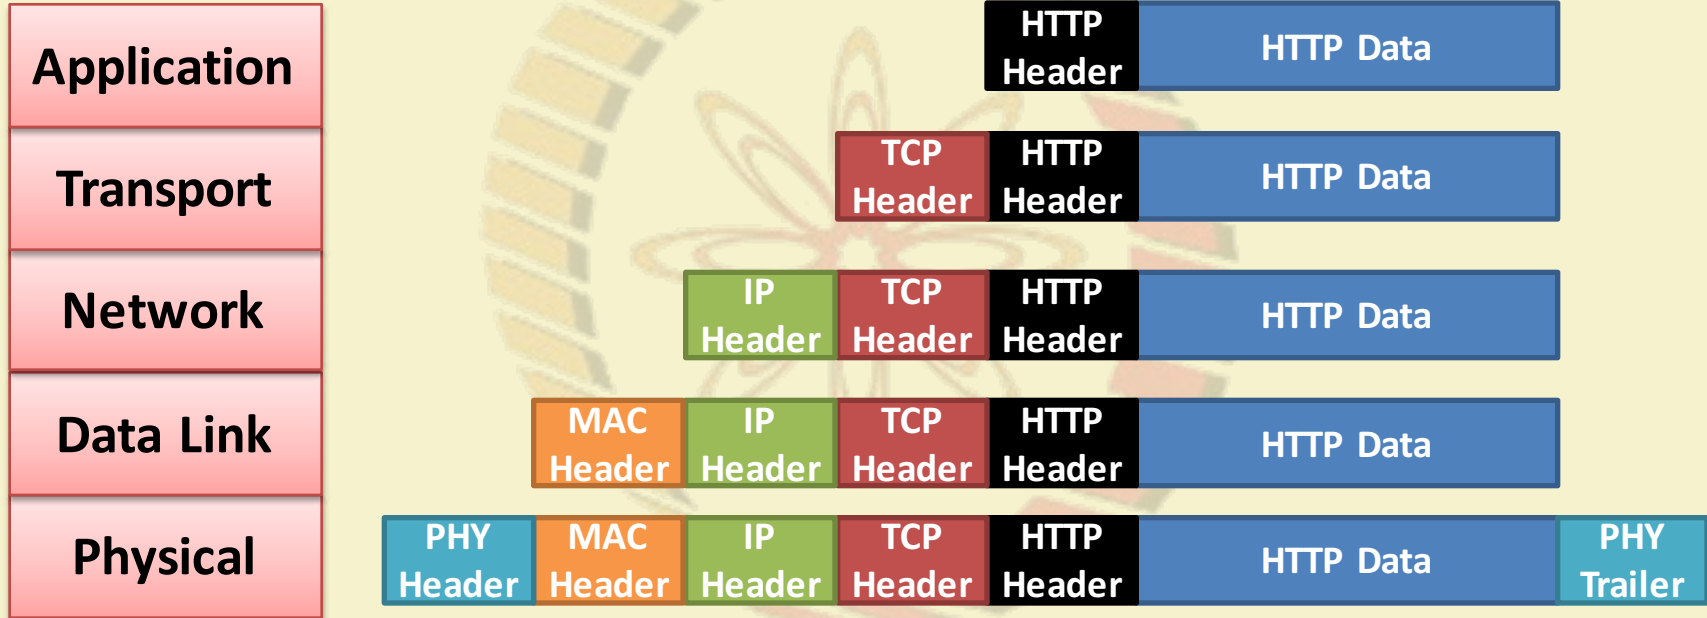 Application
HTTP Header
HTTP Data
Transport
TCP Header
HTTP Header
HTTP Data
Network
IP Header
TCP Header
HTTP Header
HTTP Data
Data Link
MAC Header
IP Header
TCP Header
HTTP Header
HTTP Data
Physical
PHY Header
MAC Header
IP Header
TCP Header
HTTP Header
HTTP Data
PHY Trailer